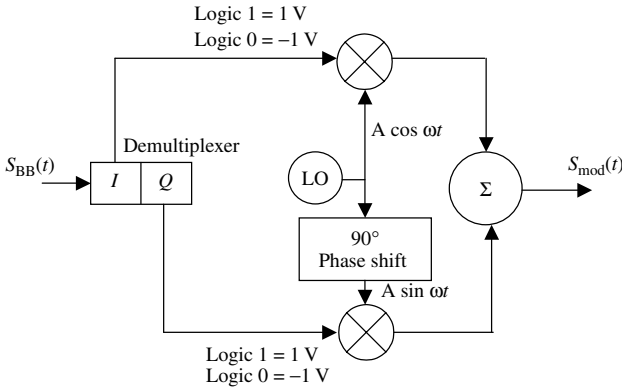 Logic 1 = 1 V
Logic 0 = −1 V
A cos ωt
Demultiplexer
S_BB(t)
I
Q
LO
Σ
S_mod(t)
90°
Phase shift
A sin ωt
Logic 1 = 1 V
Logic 0 = −1 V